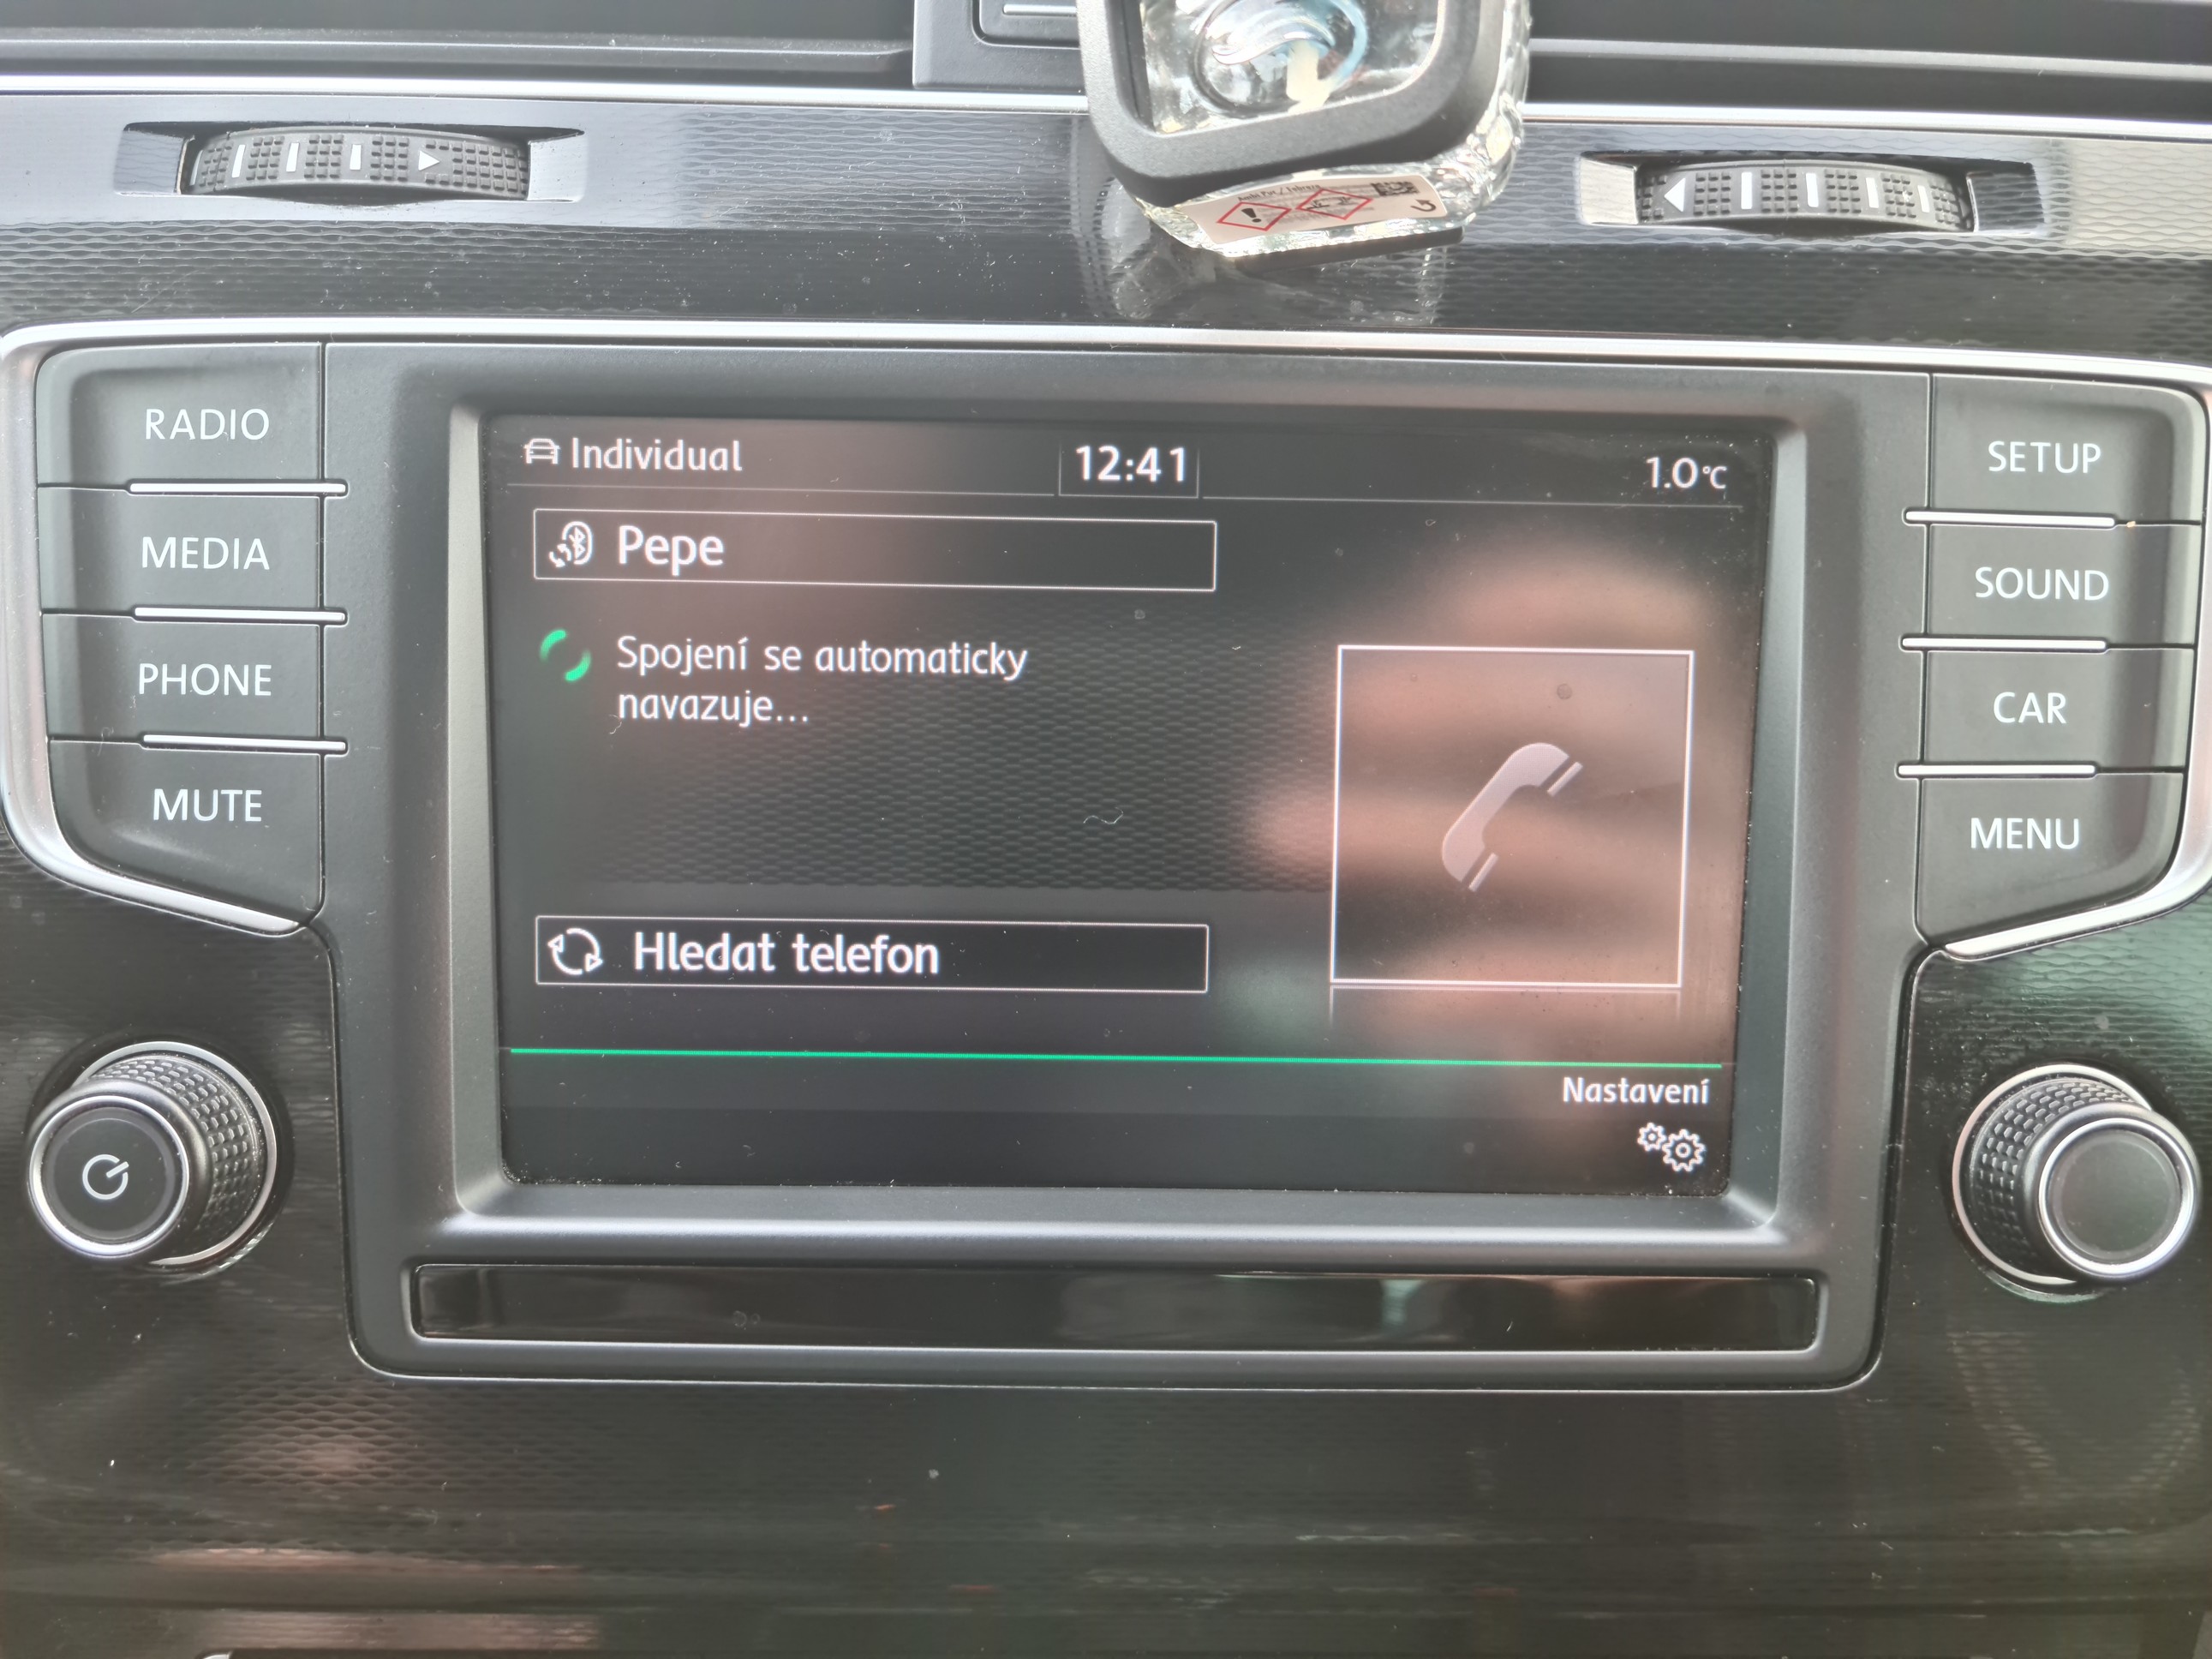 RADIO
MEDIA
PHONE
MUTE
Individual
12:41
1.0°C
Pepe
Spojení se automaticky
navazuje...
Hledat telefon
Nastavení
SETUP
SOUND
CAR
MENU